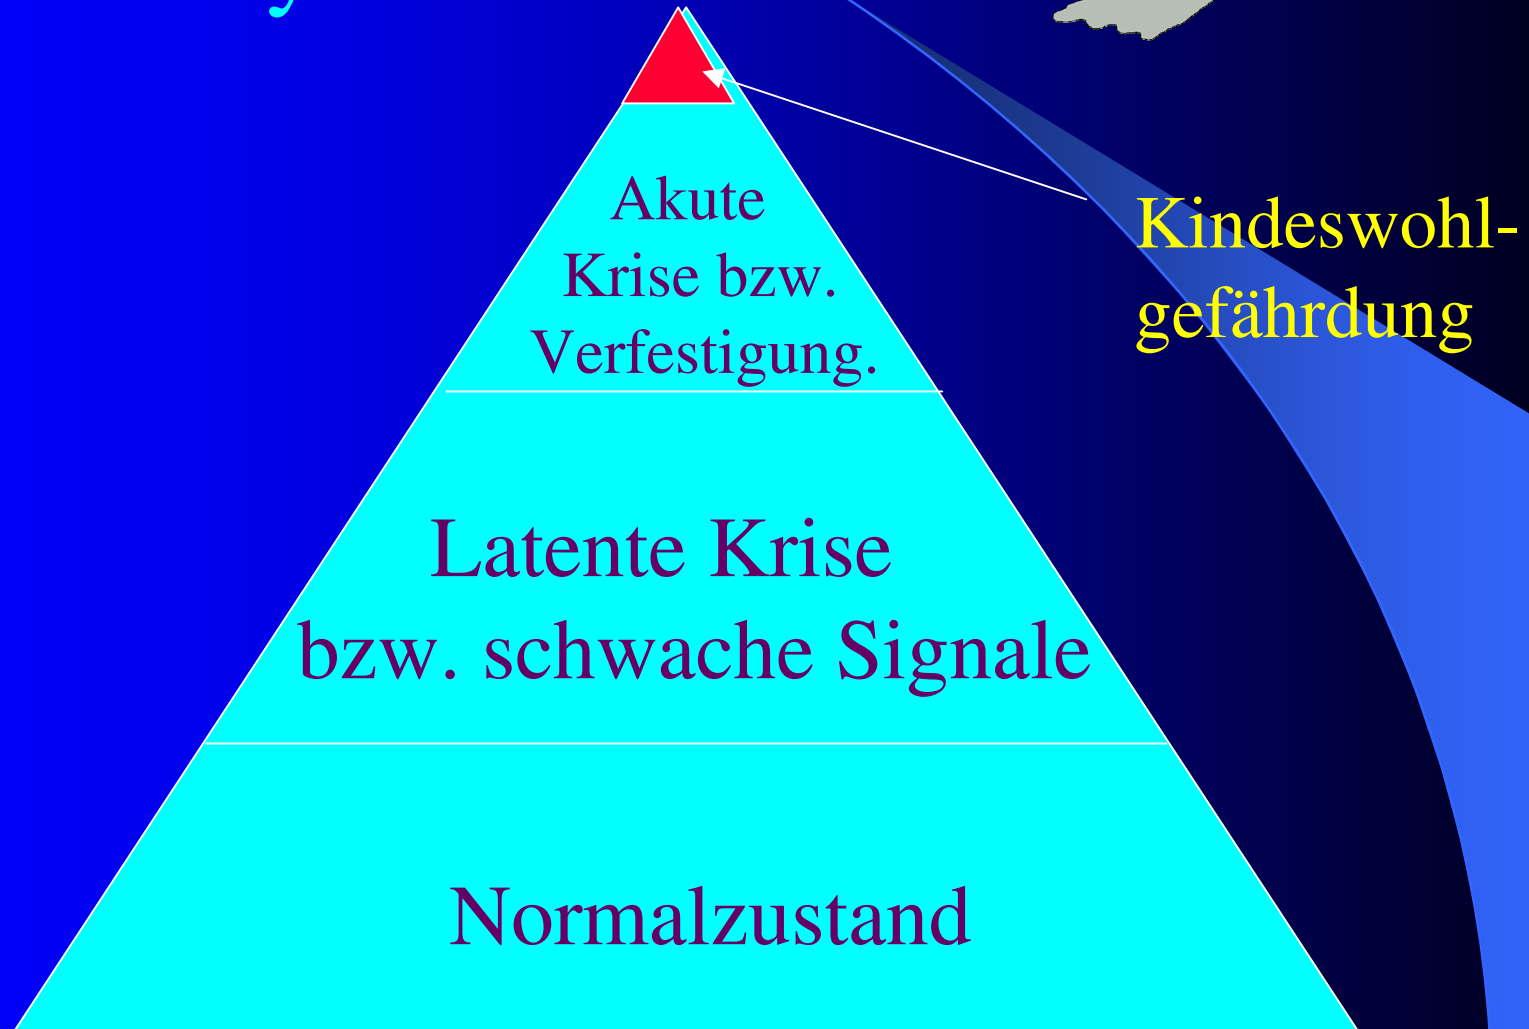 Akute
Krise bzw.
Verfestigung.
Kindeswohl-
gefährdung
Latente Krise
bzw. schwache Signale
Normalzustand